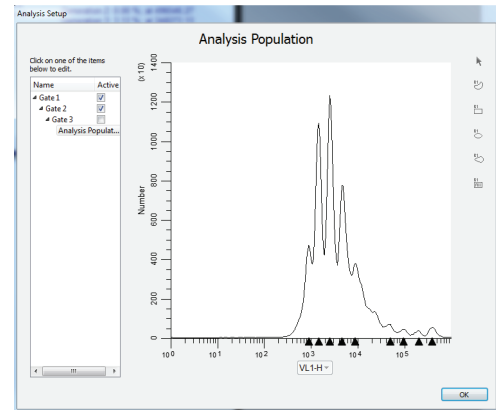 Analysis Setup
Analysis Population
Click on one of the items
below to edit.
Name Active
Gate 1
Gate 2
Gate 3
Analysis Populat...
(x 10)
1400
1200
1000
800
600
400
200
0
Number
10^0 10^1 10^2 10^3 10^4 10^5
VL1-H
OK